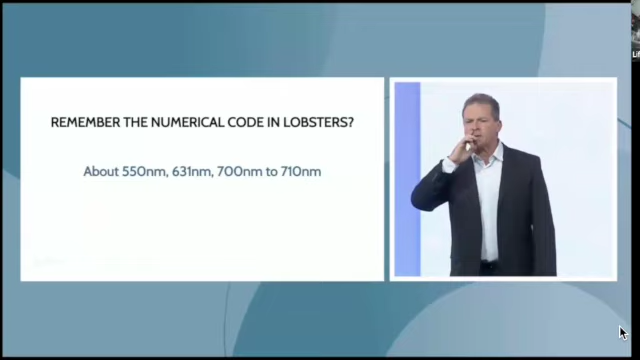 REMEMBER THE NUMERICAL CODE IN LOBSTERS?
About 550nm, 631nm, 700nm to 710nm